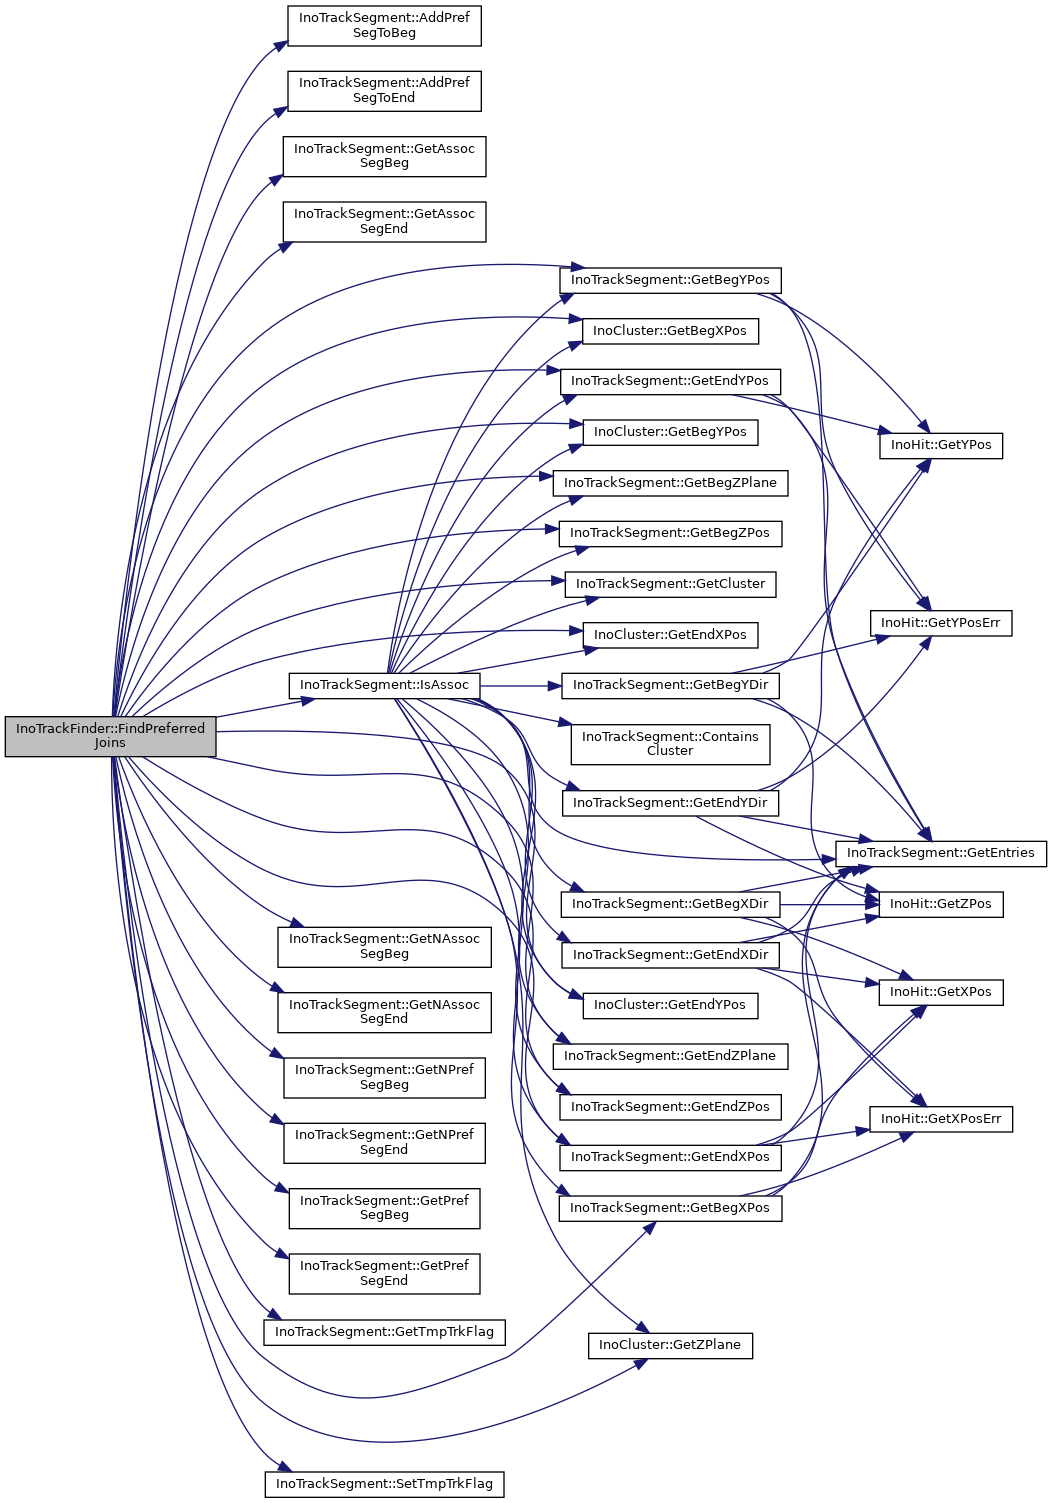 InoTrackSegment::AddPref
SegToBeg
InoTrackSegment::AddPref
SegToEnd
InoTrackSegment::GetAssoc
SegBeg
InoTrackSegment::GetAssoc
SegEnd
InoTrackSegment::GetBegYPos
InoCluster::GetBegXPos
InoTrackSegment::GetEndYPos
InoCluster::GetBegYPos
InoHit::GetYPos
InoTrackSegment::GetBegZPlane
InoTrackSegment::GetBegZPos
InoTrackSegment::GetCluster
InoHit::GetYPosErr
InoCluster::GetEndXPos
InoTrackSegment::IsAssoc
InoTrackSegment::GetBegYDir
InoTrackFinder::FindPreferred
Joins
InoTrackSegment::Contains
Cluster
InoTrackSegment::GetEndYDir
InoTrackSegment::GetEntries
InoTrackSegment::GetBegXDir
InoHit::GetZPos
InoTrackSegment::GetNAssoc
SegBeg
InoTrackSegment::GetEndXDir
InoHit::GetXPos
InoTrackSegment::GetNAssoc
SegEnd
InoCluster::GetEndYPos
InoTrackSegment::GetEndZPlane
InoTrackSegment::GetNPref
SegBeg
InoTrackSegment::GetEndZPos
InoHit::GetXPosErr
InoTrackSegment::GetNPref
SegEnd
InoTrackSegment::GetEndXPos
InoTrackSegment::GetPref
SegBeg
InoTrackSegment::GetBegXPos
InoTrackSegment::GetPref
SegEnd
InoTrackSegment::GetTmpTrkFlag
InoCluster::GetZPlane
InoTrackSegment::SetTmpTrkFlag